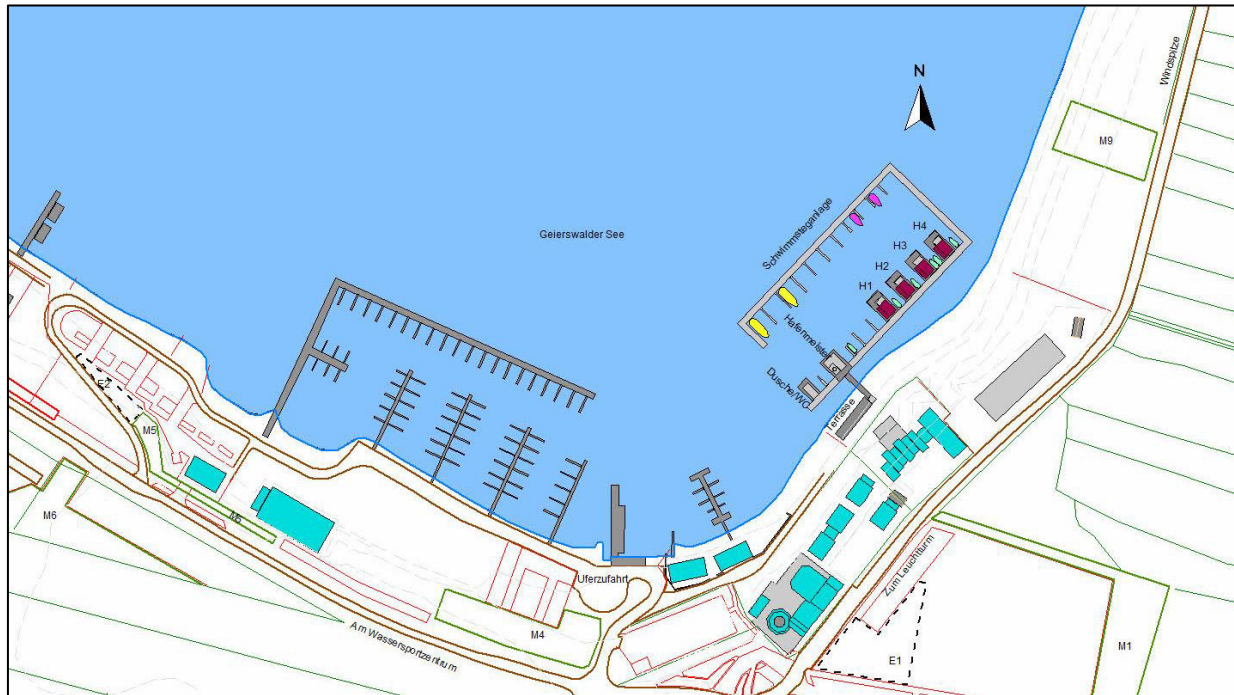 Windspitze
N
M9
Schwimmsteganlage
H4
Geierswalder See
H3
H2
H1
Hafenmeister
E2
Dusche/WC
Terrasse
M5
M6
M6
Zum Leuchtturm
Uferzufahrt
M4
Am Wassersportzentrum
E1
M1